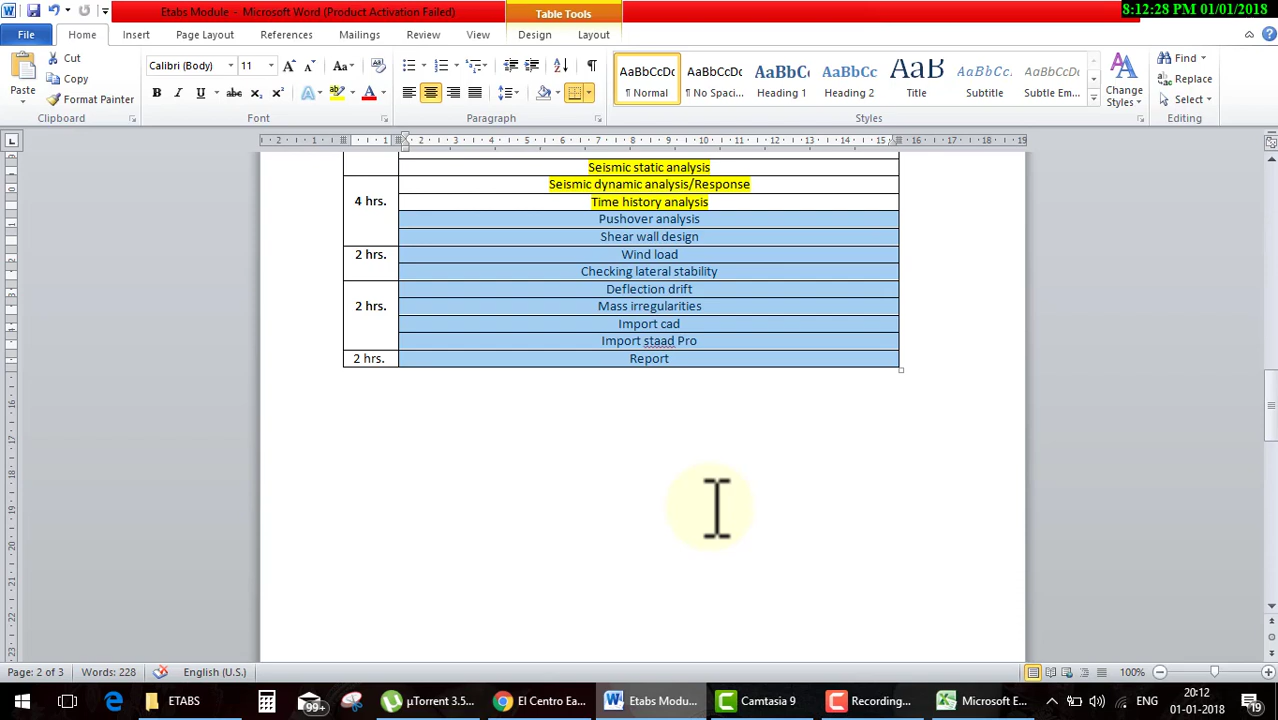 Etabs Module - Microsoft Word (Product Activation Failed)
Table Tools
8:12:28 PM 01/01/2018
File
Home
Insert
Page Layout
References
Mailings
Review
View
Design
Layout
Paste
Cut
Copy
Format Painter
Clipboard
Calibri (Body)
11
Font
Paragraph
AaBbCcDc
¶ Normal
AaBbCcDc
¶ No Spaci...
AaBbC
Heading 1
AaBbCc
Heading 2
AaB
Title
AaBbCcL
Subtitle
AaBbCcDc
Subtle Em...
Change
Styles
Styles
Find
Replace
Select
Editing
Seismic static analysis
4 hrs.
Seismic dynamic analysis/Response
Time history analysis
Pushover analysis
Shear wall design
2 hrs.
Wind load
Checking lateral stability
2 hrs.
Deflection drift
Mass irregularities
Import cad
Import staad Pro
2 hrs.
Report
Page: 2 of 3
Words: 228
English (U.S.)
100%
ETABS
99+
µTorrent 3.5...
El Centro Ea...
Etabs Modu...
Camtasia 9
Recording...
Microsoft E...
ENG
20:12
01-01-2018
19